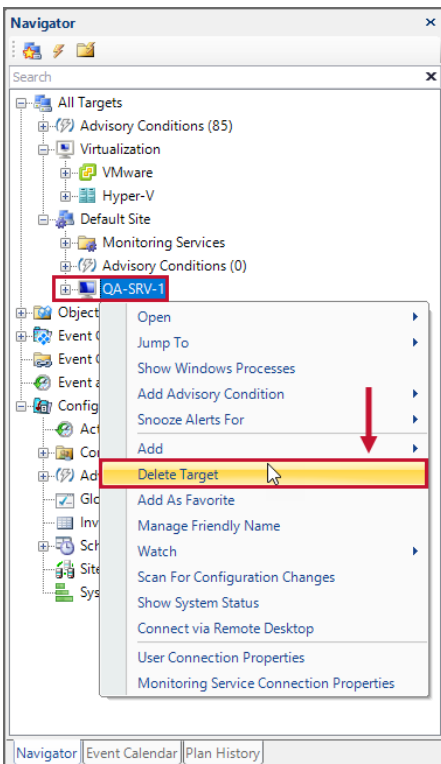 Navigator
Search
All Targets
Advisory Conditions (85)
Virtualization
VMware
Hyper-V
Default Site
Monitoring Services
Advisory Conditions (0)
QA-SRV-1
Object
Event C
Event C
Event a
Config
Act
Co
Adv
Glo
Inv
Sch
Site
Sys
Open
Jump To
Show Windows Processes
Add Advisory Condition
Snooze Alerts For
Add
Delete Target
Add As Favorite
Manage Friendly Name
Watch
Scan For Configuration Changes
Show System Status
Connect via Remote Desktop
User Connection Properties
Monitoring Service Connection Properties
Navigator Event Calendar Plan History